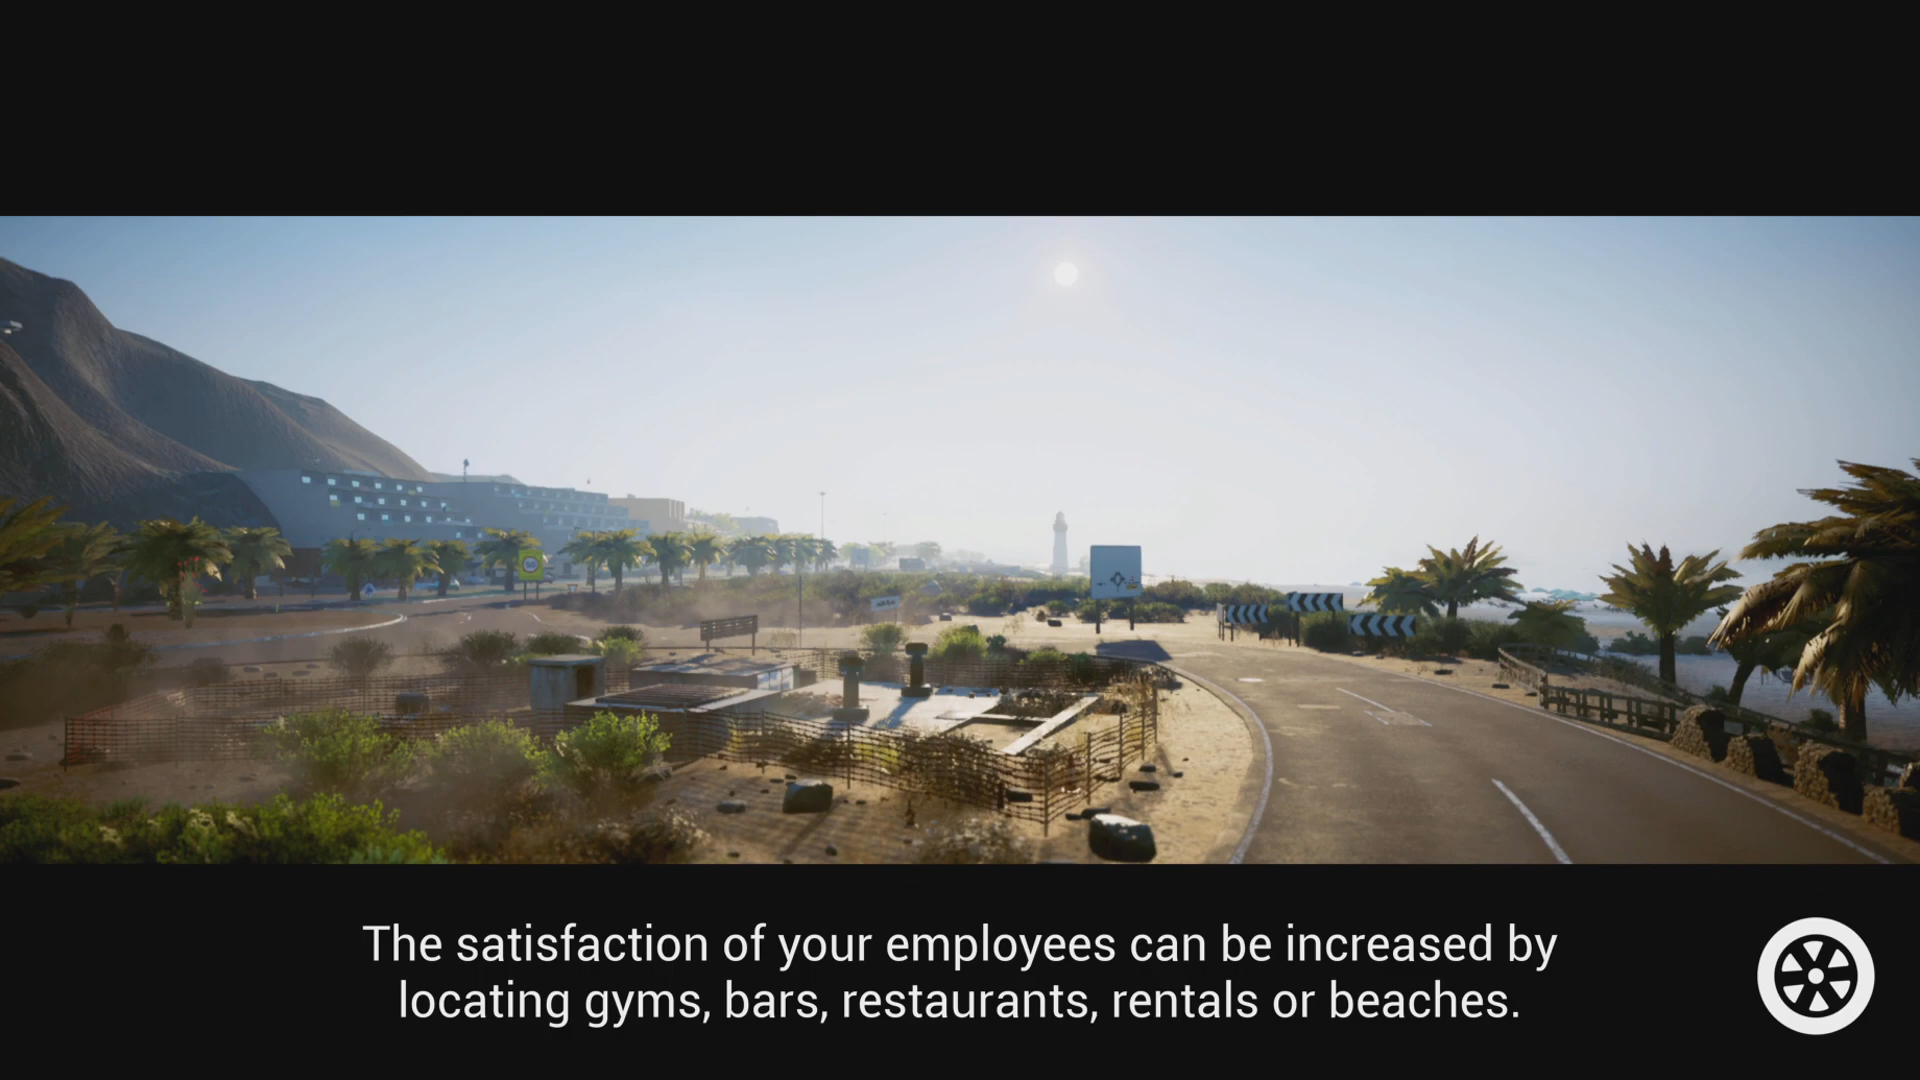 The satisfaction of your employees can be increased by
locating gyms, bars, restaurants, rentals or beaches.